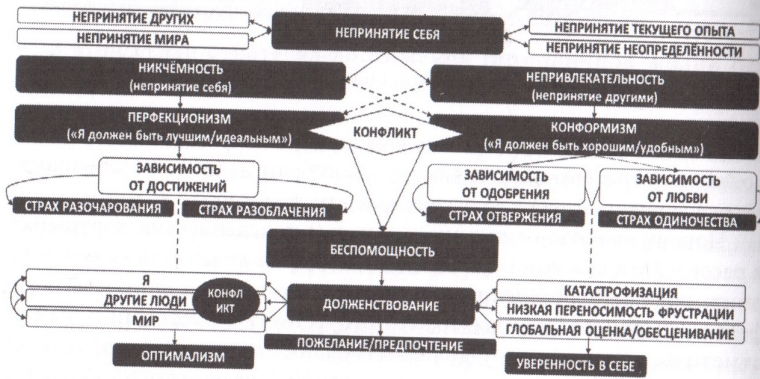 НЕПРИНЯТИЕ ДРУГИХ
НЕПРИНЯТИЕ МИРА
НЕПРИНЯТИЕ СЕБЯ
НЕПРИНЯТИЕ ТЕКУЩЕГО ОПЫТА
НЕПРИНЯТИЕ НЕОПРЕДЕЛЁННОСТИ
НИКЧЁМНОСТЬ
(непринятие себя)
НЕПРИВЛЕКАТЕЛЬНОСТЬ
(непринятие другими)
ПЕРФЕКЦИОНИЗМ
(«Я должен быть лучшим/идеальным»)
КОНФЛИКТ
КОНФОРМИЗМ
(«Я должен быть хорошим/удобным»)
ЗАВИСИМОСТЬ
ОТ ДОСТИЖЕНИЙ
ЗАВИСИМОСТЬ
ОТ ОДОБРЕНИЯ
ЗАВИСИМОСТЬ
ОТ ЛЮБВИ
СТРАХ РАЗОЧАРОВАНИЯ
СТРАХ РАЗОБЛАЧЕНИЯ
СТРАХ ОТВЕРЖЕНИЯ
СТРАХ ОДИНОЧЕСТВА
БЕСПОМОЩНОСТЬ
Я
ДРУГИЕ ЛЮДИ
МИР
КОНФЛ
ИКТ
ДОЛЖЕНСТВОВАНИЕ
КАТАСТРОФИЗАЦИЯ
НИЗКАЯ ПЕРЕНОСИМОСТЬ ФРУСТРАЦИИ
ГЛОБАЛЬНАЯ ОЦЕНКА/ОБЕСЦЕНИВАНИЕ
ОПТИМАЛИЗМ
ПОЖЕЛАНИЕ/ПРЕДПОЧТЕНИЕ
УВЕРЕННОСТЬ В СЕБЕ